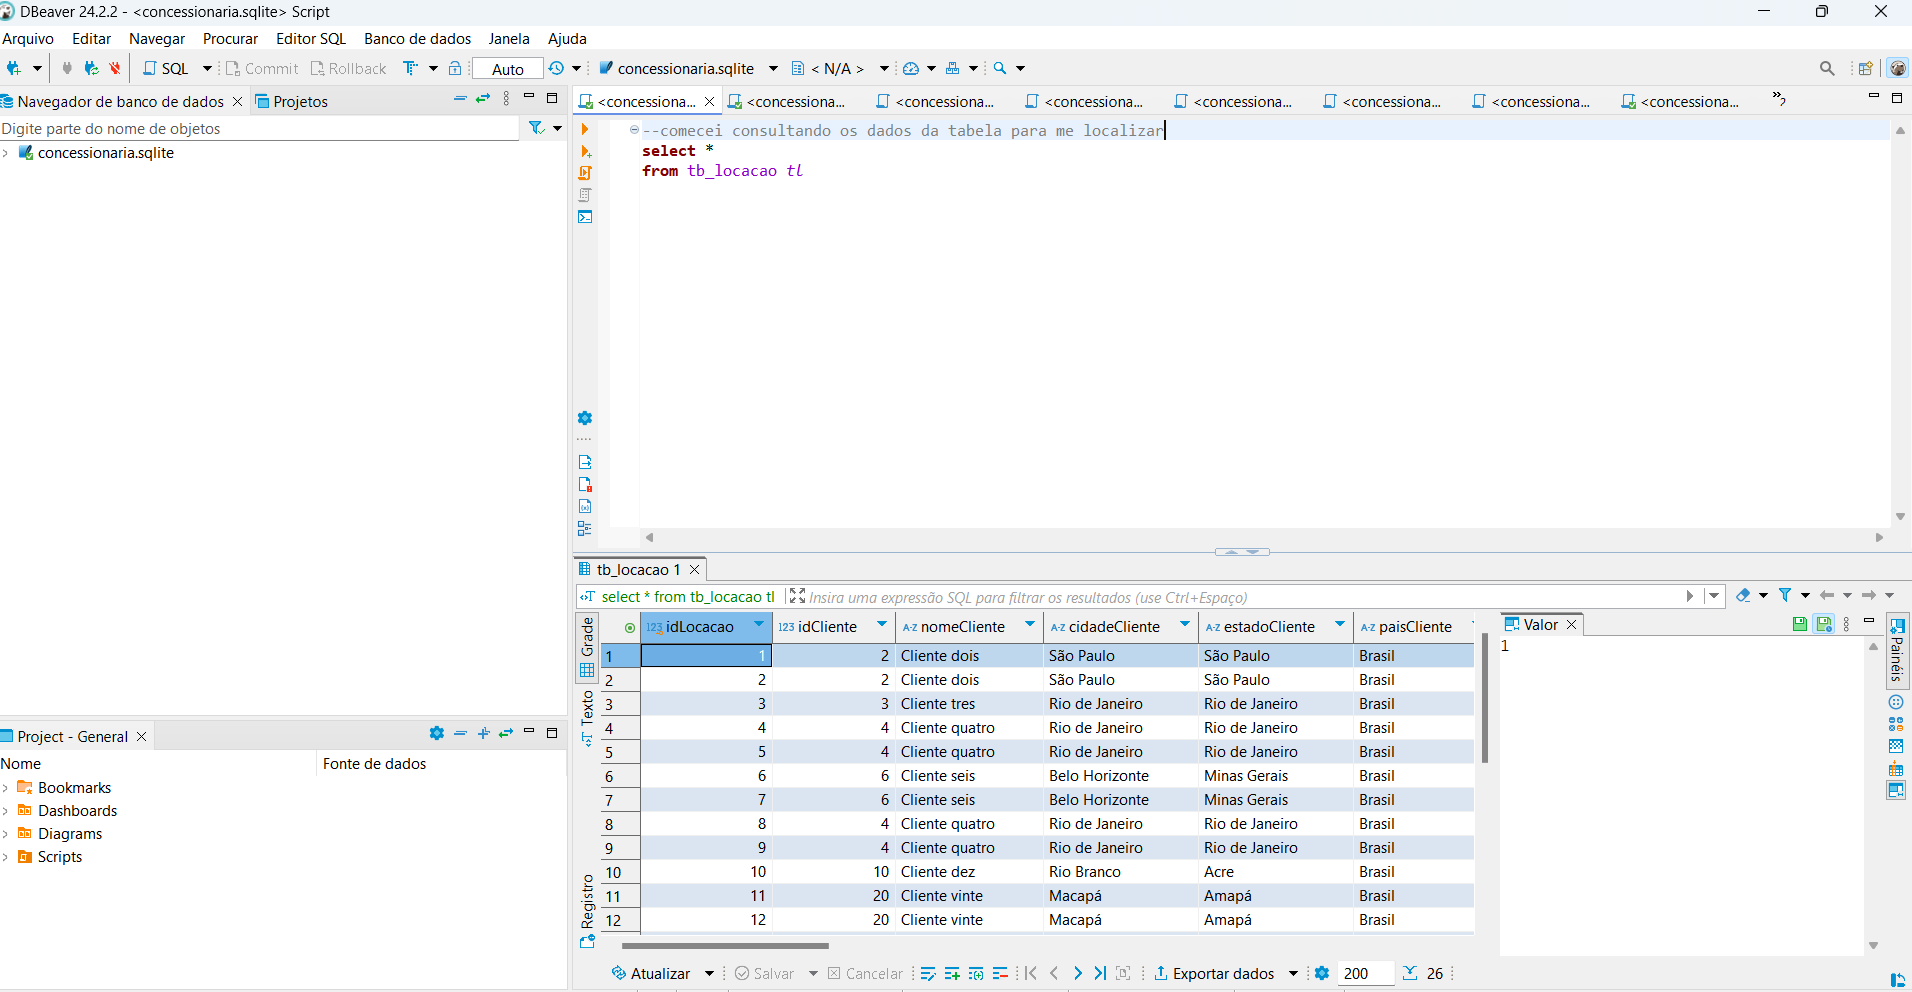 DBeaver 24.2.2 - <concessionaria.sqlite> Script
Arquivo Editar Navegar Procurar Editor SQL Banco de dados Janela Ajuda
SQL Commit Rollback Auto concessionaria.sqlite < N/A >
Navegador de banco de dados Projetos
Digite parte do nome de objetos
concessionaria.sqlite
<concessiona... <concessiona... <concessiona... <concessiona... <concessiona... <concessiona... <concessiona... <concessiona... »2
--comecei consultando os dados da tabela para me localizar
select *
from tb_locacao tl
Project - General
Nome Fonte de dados
Bookmarks
Dashboards
Diagrams
Scripts
tb_locacao 1
select * from tb_locacao tl Insira uma expressão SQL para filtrar os resultados (use Ctrl+Espaço)
Grade
Texto
Registro
123 idLocacao 123 idCliente A-Z nomeCliente A-Z cidadeCliente A-Z estadoCliente A-Z paisCliente
1 1 2 Cliente dois São Paulo São Paulo Brasil
2 2 2 Cliente dois São Paulo São Paulo Brasil
3 3 3 Cliente tres Rio de Janeiro Rio de Janeiro Brasil
4 4 4 Cliente quatro Rio de Janeiro Rio de Janeiro Brasil
5 5 4 Cliente quatro Rio de Janeiro Rio de Janeiro Brasil
6 6 6 Cliente seis Belo Horizonte Minas Gerais Brasil
7 7 6 Cliente seis Belo Horizonte Minas Gerais Brasil
8 8 4 Cliente quatro Rio de Janeiro Rio de Janeiro Brasil
9 9 4 Cliente quatro Rio de Janeiro Rio de Janeiro Brasil
10 10 10 Cliente dez Rio Branco Acre Brasil
11 11 20 Cliente vinte Macapá Amapá Brasil
12 12 20 Cliente vinte Macapá Amapá Brasil
Valor
1
Painéis
Atualizar Salvar Cancelar Exportar dados 200 26